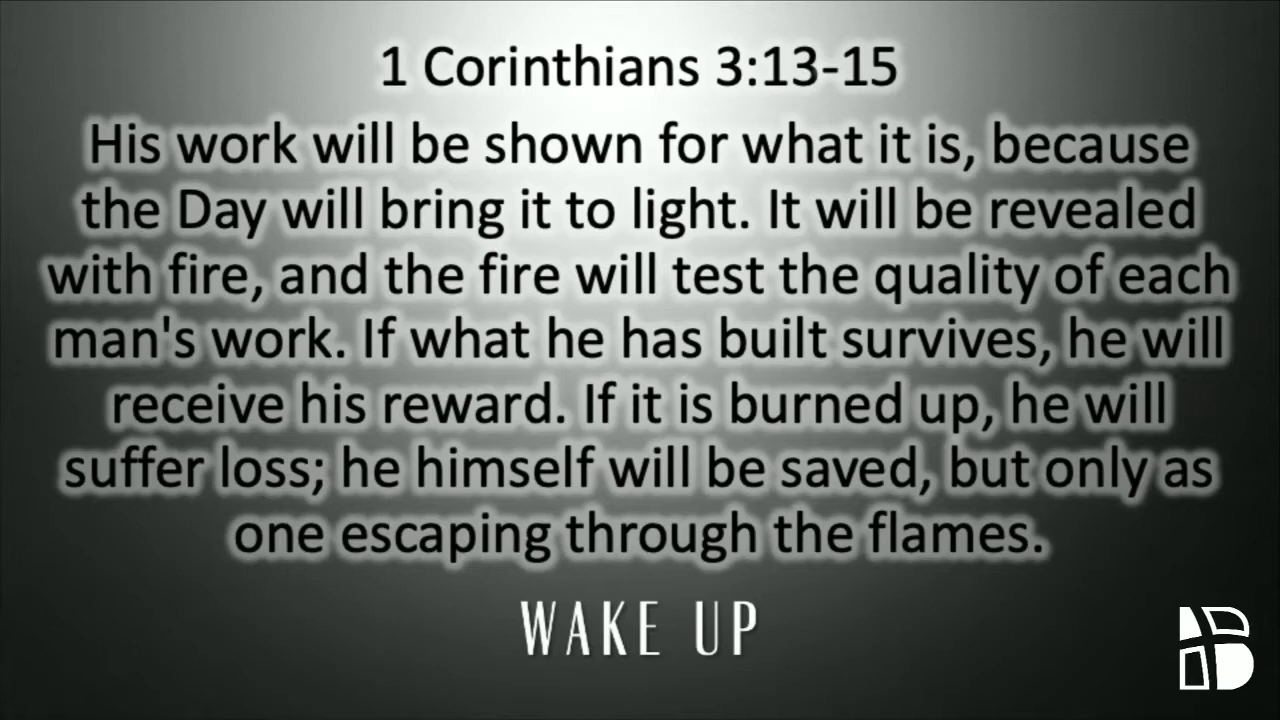 1 Corinthians 3:13-15
His work will be shown for what it is, because
the Day will bring it to light. It will be revealed
with fire, and the fire will test the quality of each
man's work. If what he has built survives, he will
receive his reward. If it is burned up, he will
suffer loss; he himself will be saved, but only as
one escaping through the flames.
WAKE UP